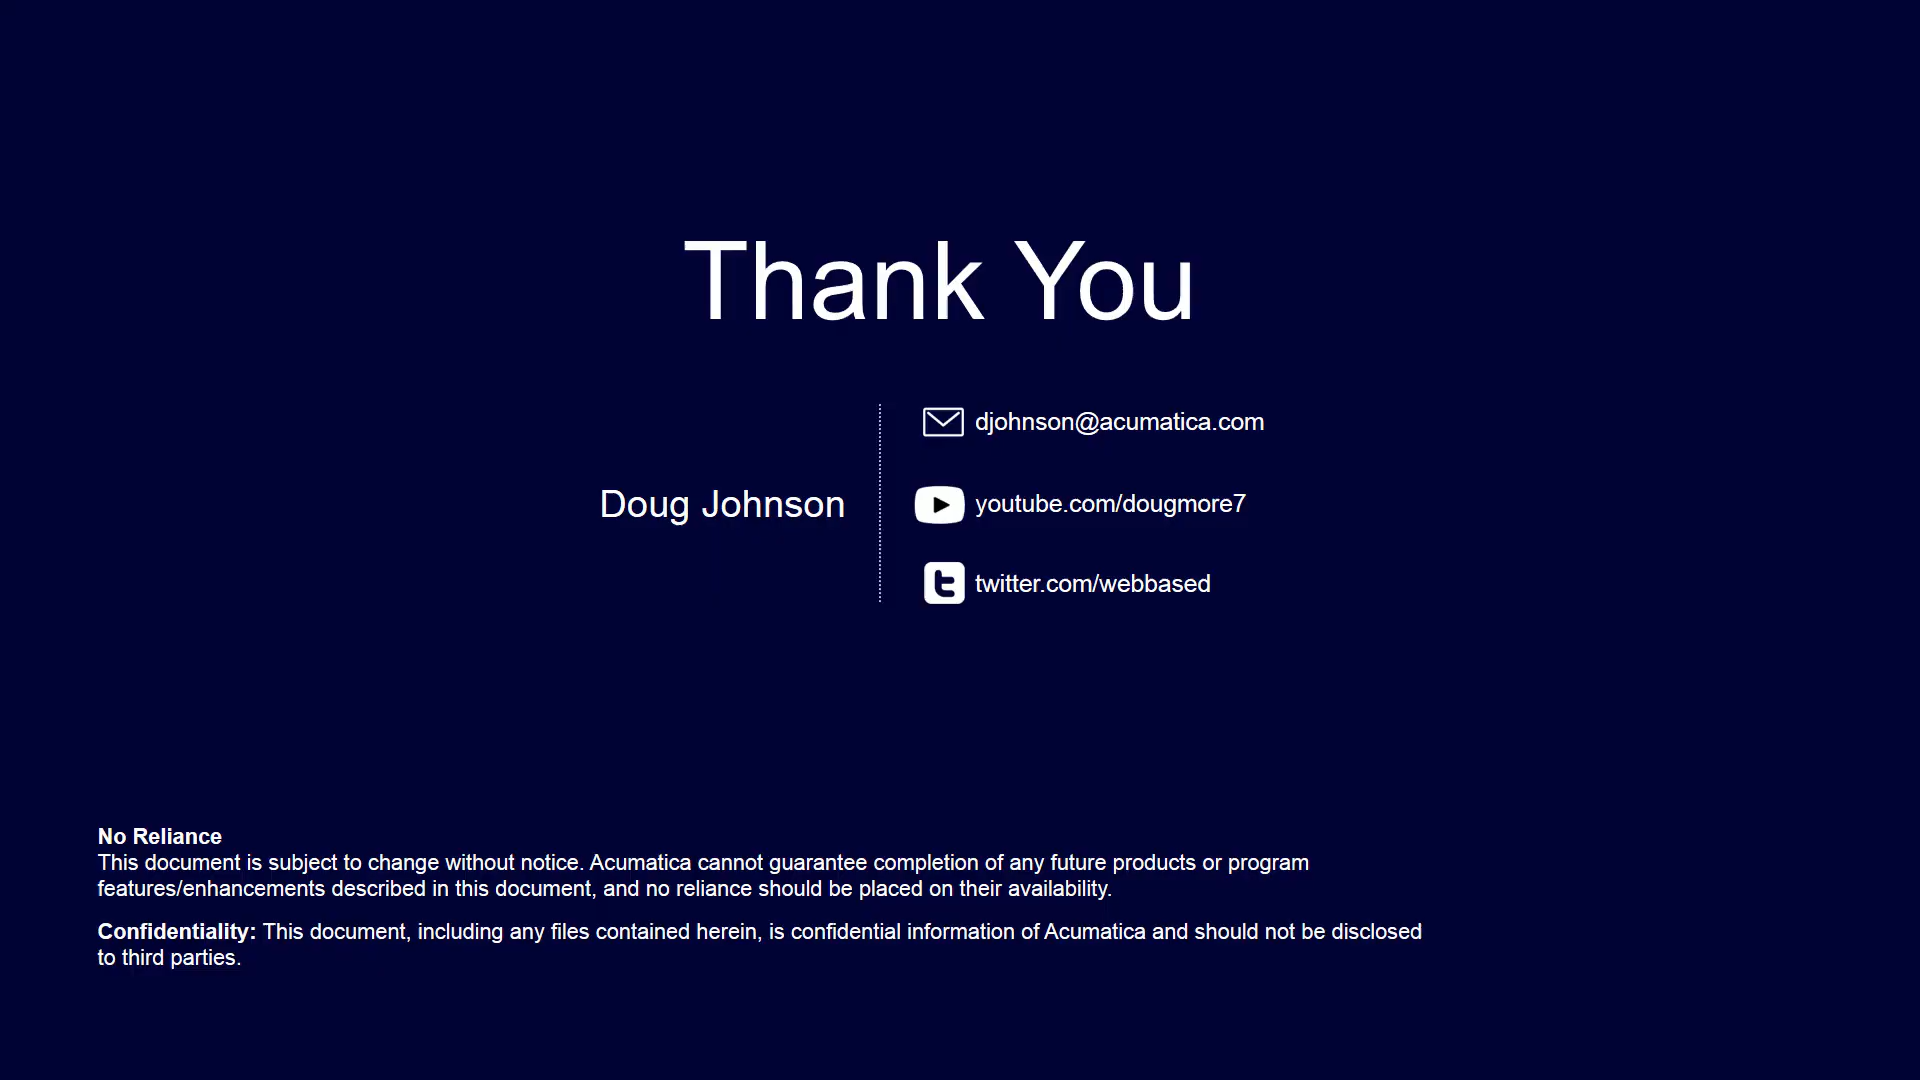 Thank You
Doug Johnson
djohnson@acumatica.com
youtube.com/dougmore7
twitter.com/webbased
No Reliance
This document is subject to change without notice. Acumatica cannot guarantee completion of any future products or program
features/enhancements described in this document, and no reliance should be placed on their availability.
Confidentiality: This document, including any files contained herein, is confidential information of Acumatica and should not be disclosed
to third parties.